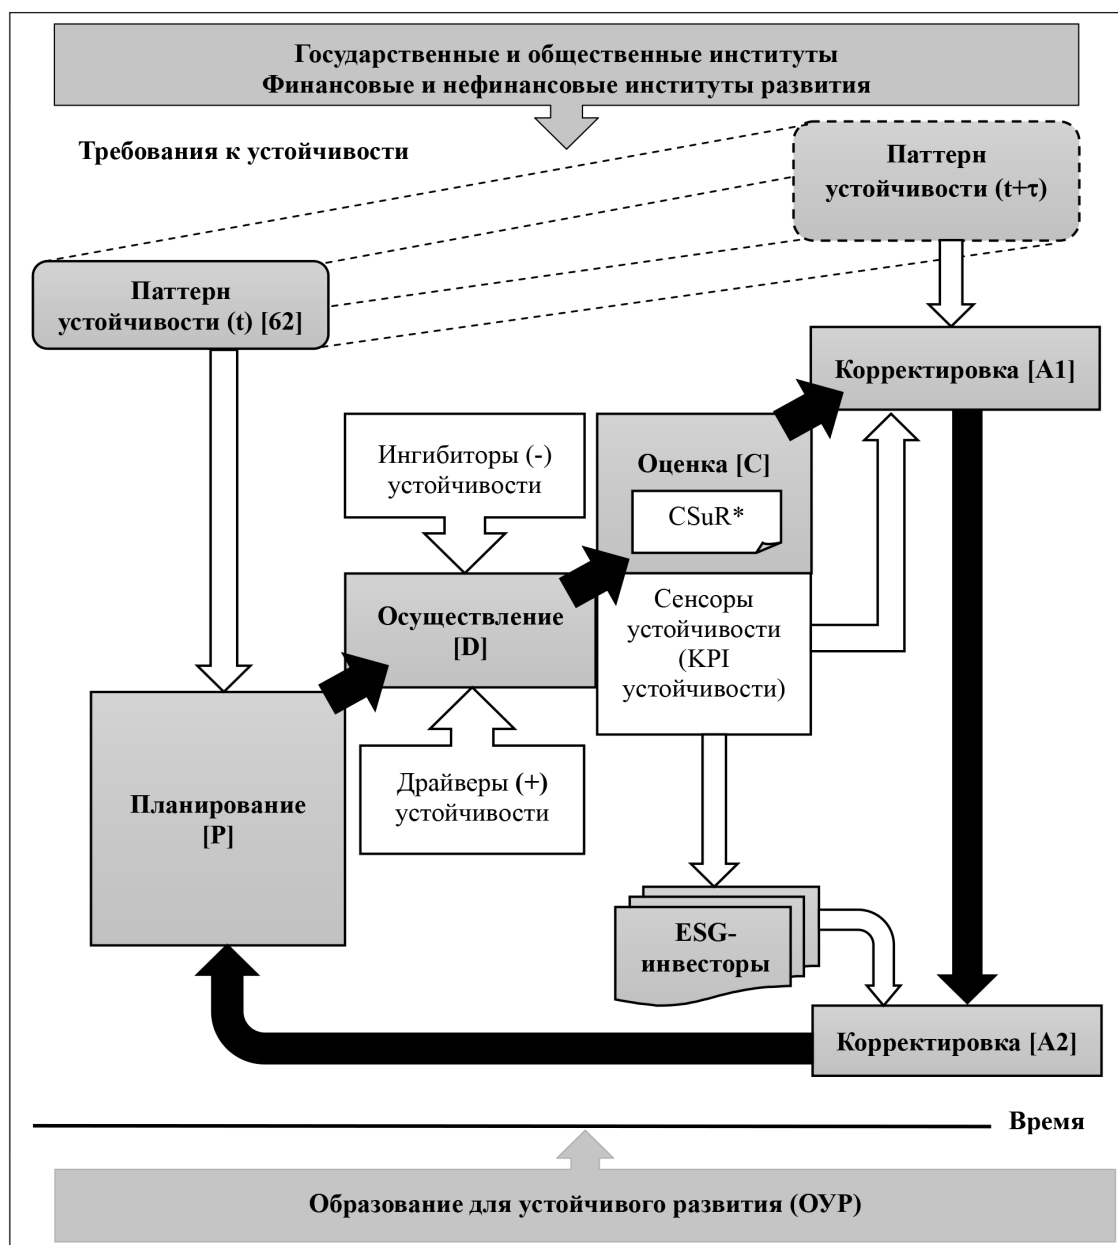 Государственные и общественные институты
Финансовые и нефинансовые институты развития
Требования к устойчивости
Паттерн
устойчивости (t+τ)
Паттерн
устойчивости (t) [62]
Корректировка [A1]
Ингибиторы (-)
устойчивости
Оценка [C]
CSuR*
Осуществление
[D]
Сенсоры
устойчивости
(KPI
устойчивости)
Драйверы (+)
устойчивости
Планирование
[P]
ESG-
инвесторы
Корректировка [A2]
Время
Образование для устойчивого развития (ОУР)